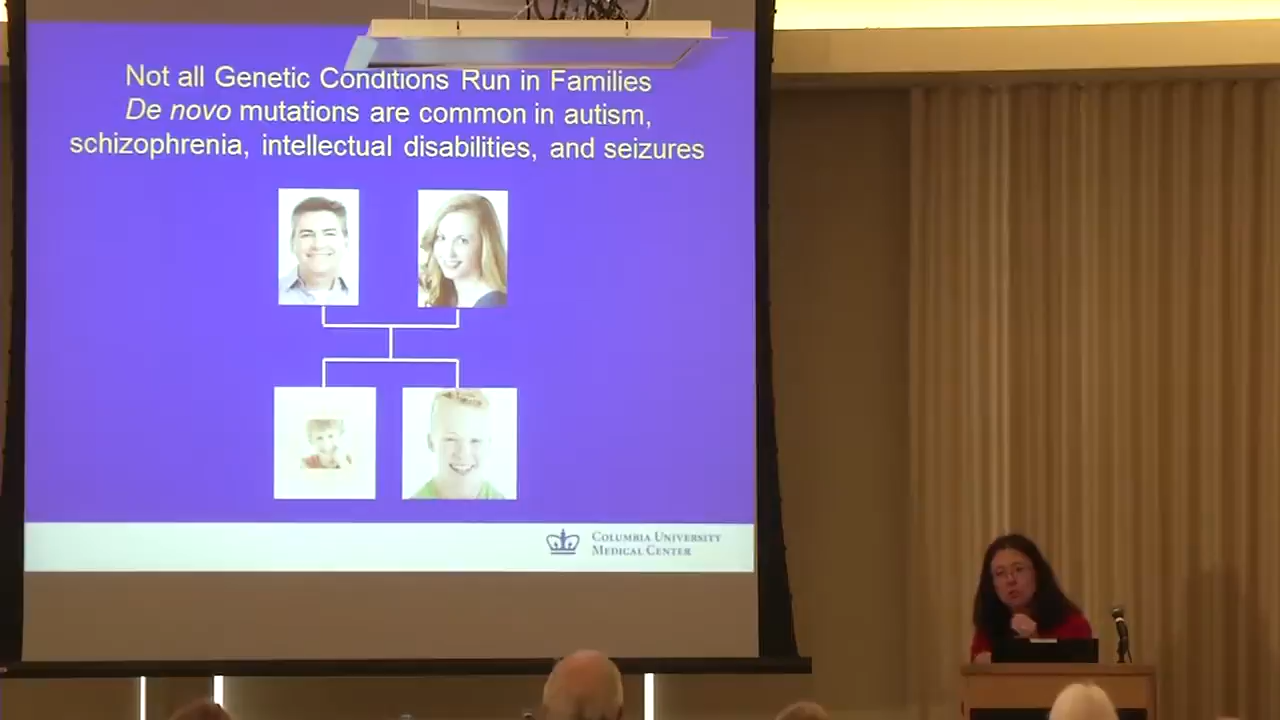 Not all Genetic Conditions Run in Families
De novo mutations are common in autism,
schizophrenia, intellectual disabilities, and seizures
COLUMBIA UNIVERSITY
MEDICAL CENTER